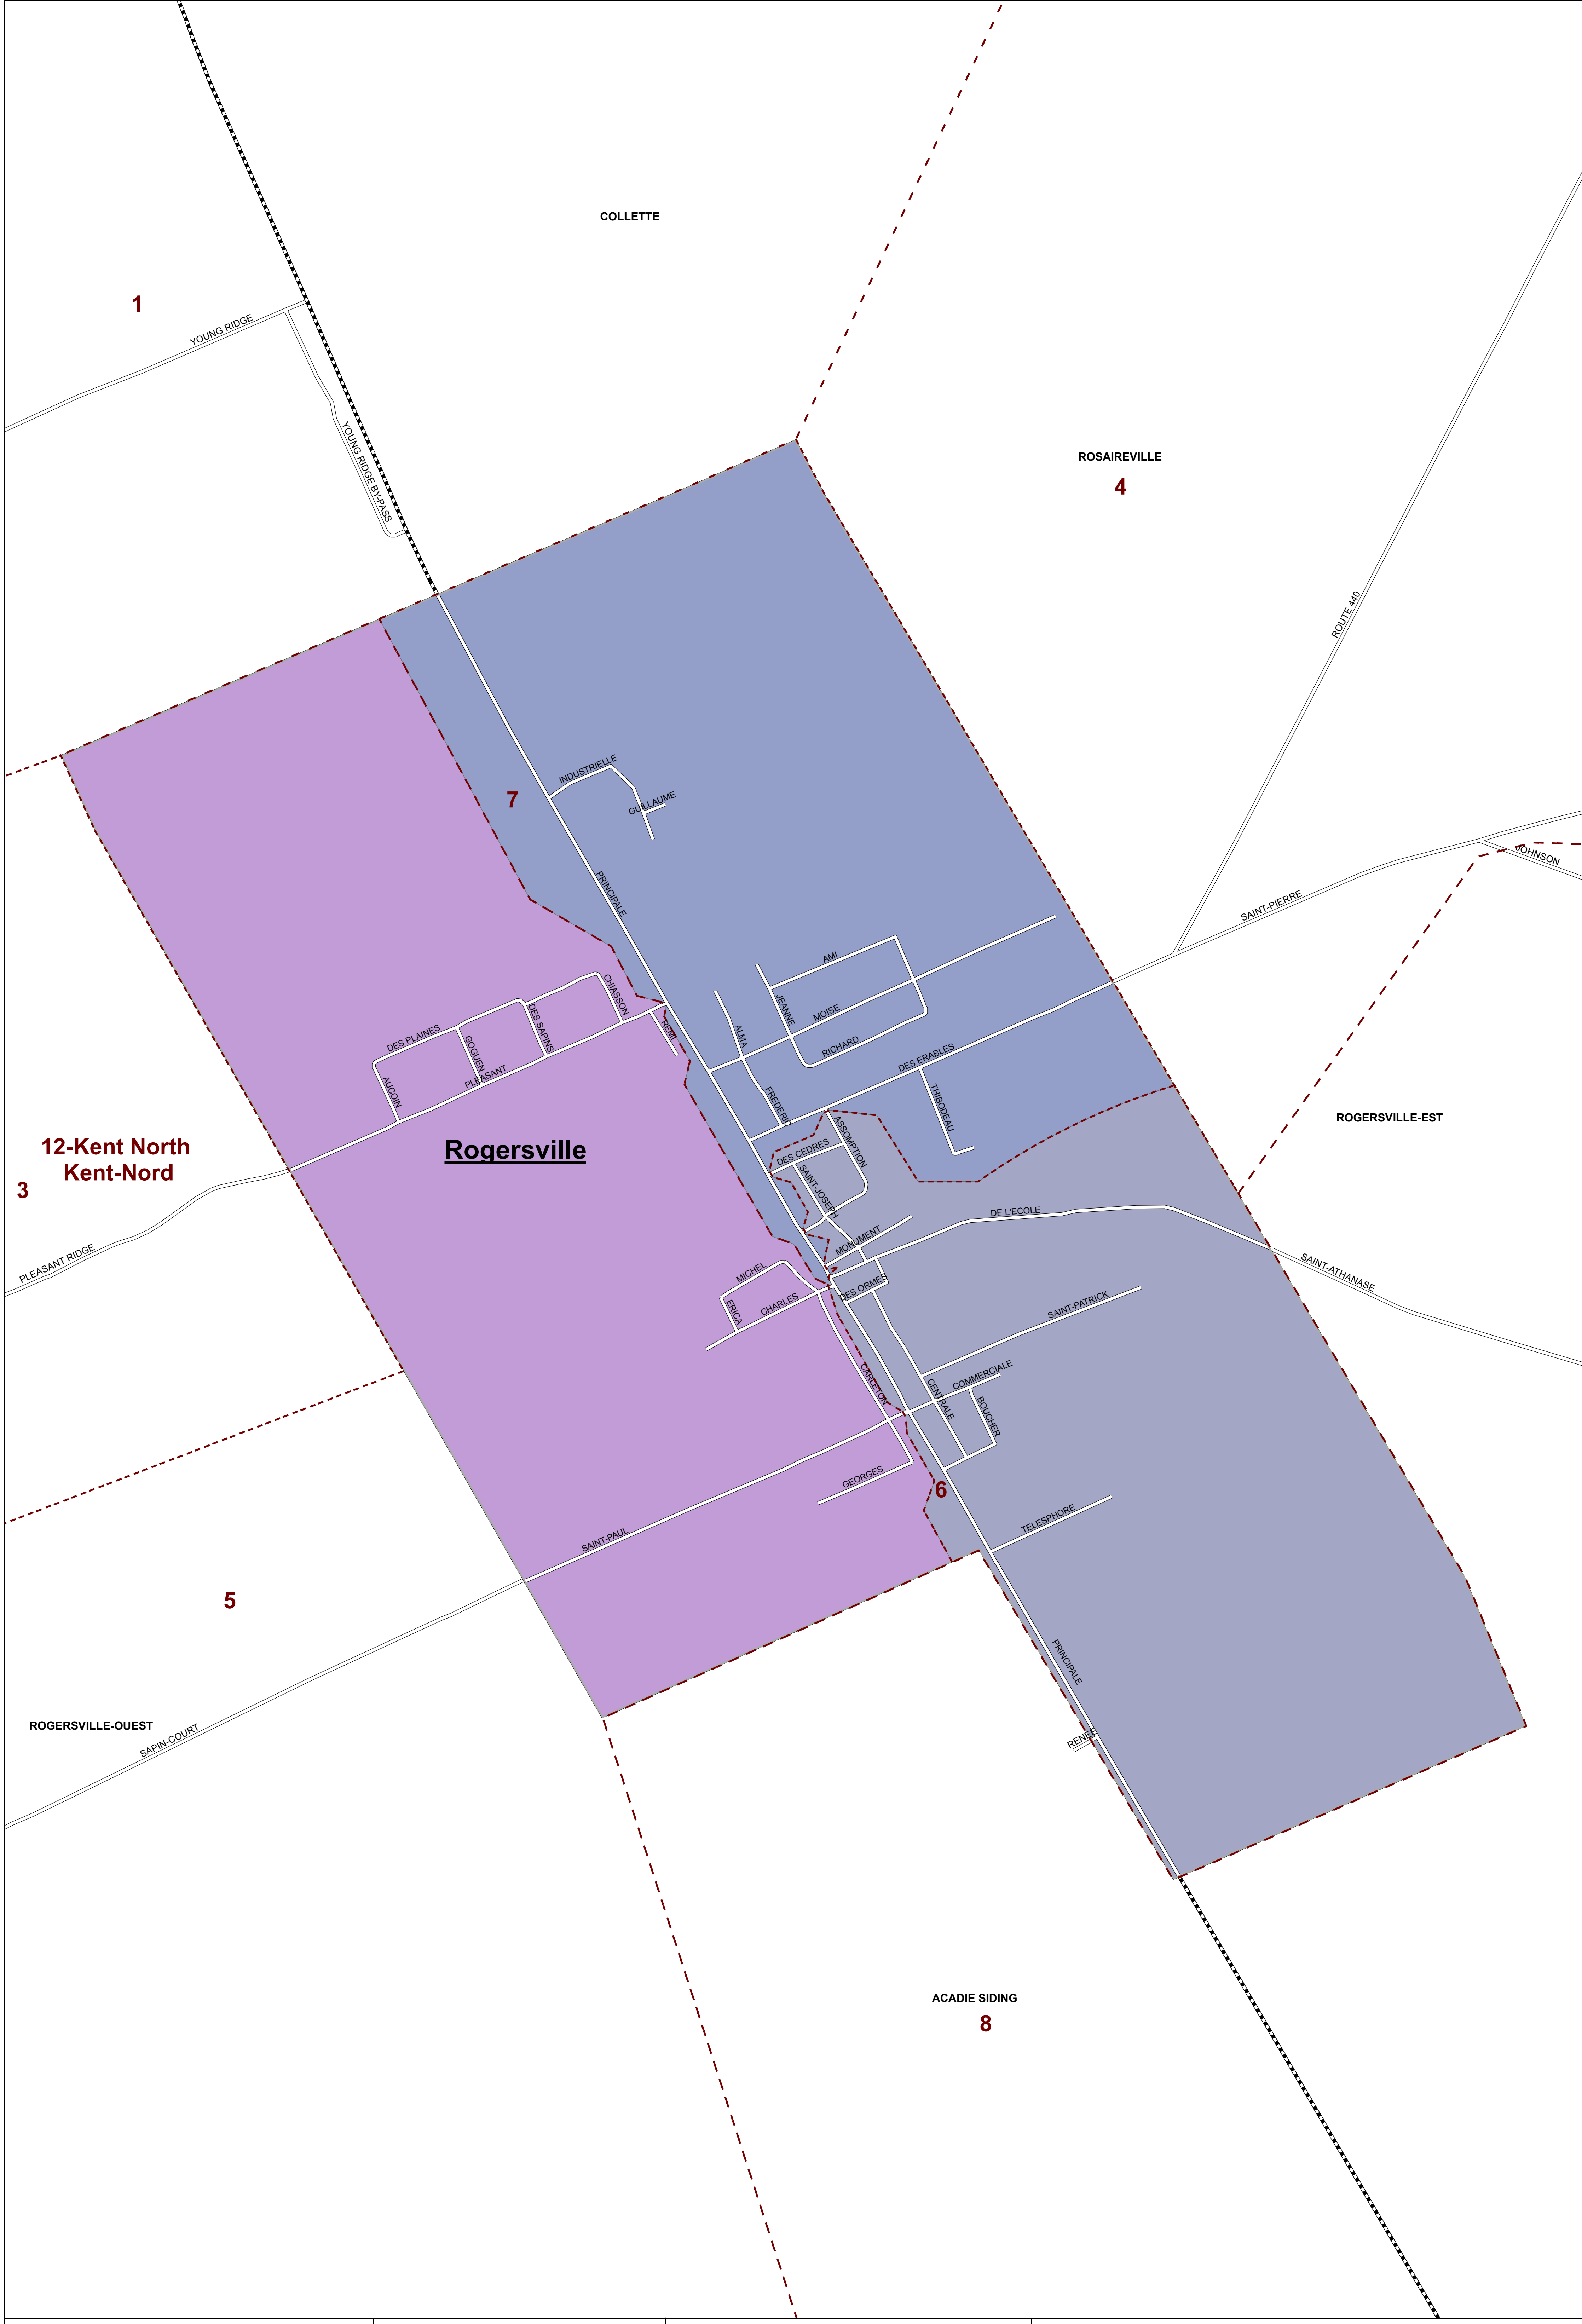 COLLETTE
1
YOUNG RIDGE
YOUNG RIDGE BY-PASS
ROSAIREVILLE
4
ROUTE 440
INDUSTRIELLE
7
GUILLAUME
PRINCIPALE
JOHNSON
SAINT-PIERRE
AMI
CHIASSON
JEANNE
MOISE
DES SAPINS
REMI
ALMA
DES PLAINES
GOGUEN
RICHARD
DES ERABLES
PLEASANT
AUCOIN
FREDERIC
THIBODEAU
ROGERSVILLE-EST
ASSOMPTION
12-Kent North
Kent-Nord
Rogersville
DES CEDRES
3
SAINT-JOSEPH
DE L'ECOLE
MONUMENT
PLEASANT RIDGE
SAINT-ATHANASE
MICHEL
DES ORMES
ERICA
CHARLES
SAINT-PATRICK
CARLETON
COMMERCIALE
CENTRALE
BOUCHER
GEORGES
6
TELESPHORE
SAINT-PAUL
5
PRINCIPALE
ROGERSVILLE-OUEST
SAPIN-COURT
RENEE
ACADIE SIDING
8